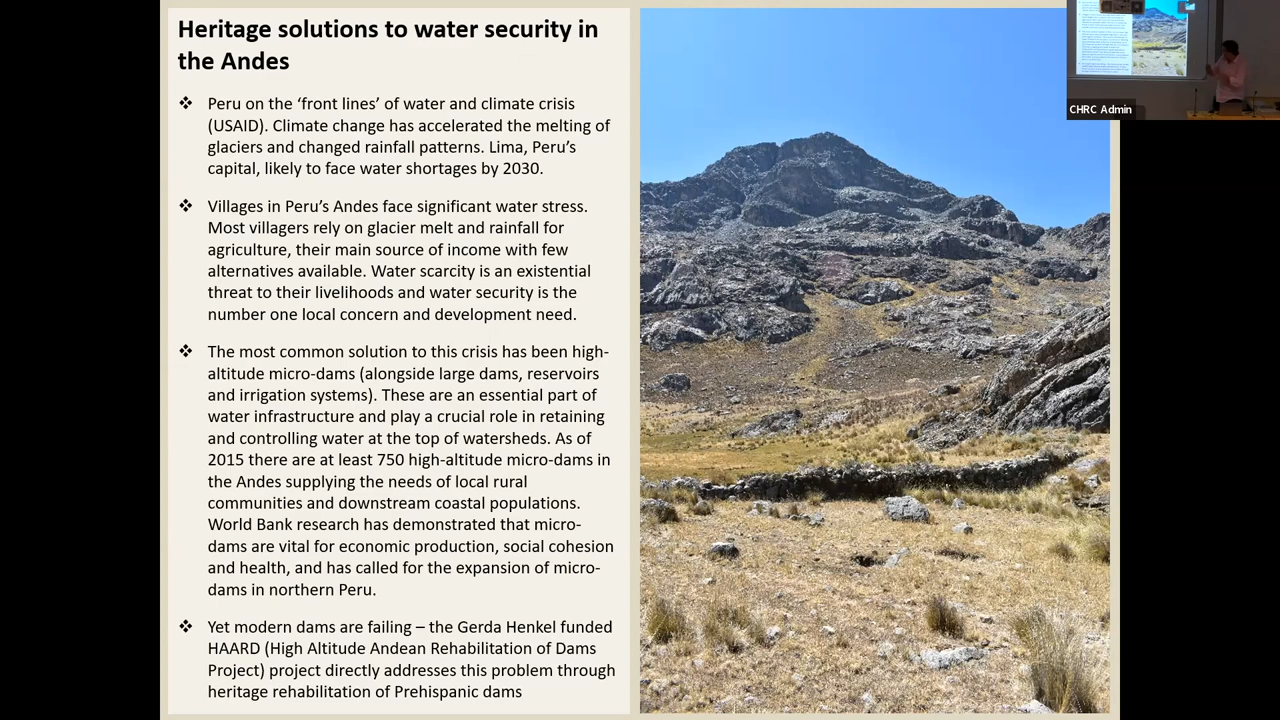 Heritage solutions to water security in
the Andes
❖ Peru on the ‘front lines’ of water and climate crisis
(USAID). Climate change has accelerated the melting of
glaciers and changed rainfall patterns. Lima, Peru’s
capital, likely to face water shortages by 2030.
❖ Villages in Peru’s Andes face significant water stress.
Most villagers rely on glacier melt and rainfall for
agriculture, their main source of income with few
alternatives available. Water scarcity is an existential
threat to their livelihoods and water security is the
number one local concern and development need.
❖ The most common solution to this crisis has been high-
altitude micro-dams (alongside large dams, reservoirs
and irrigation systems). These are an essential part of
water infrastructure and play a crucial role in retaining
and controlling water at the top of watersheds. As of
2015 there are at least 750 high-altitude micro-dams in
the Andes supplying the needs of local rural
communities and downstream coastal populations.
World Bank research has demonstrated that micro-
dams are vital for economic production, social cohesion
and health, and has called for the expansion of micro-
dams in northern Peru.
❖ Yet modern dams are failing – the Gerda Henkel funded
HAARD (High Altitude Andean Rehabilitation of Dams
Project) project directly addresses this problem through
heritage rehabilitation of Prehispanic dams
CHRC Admin